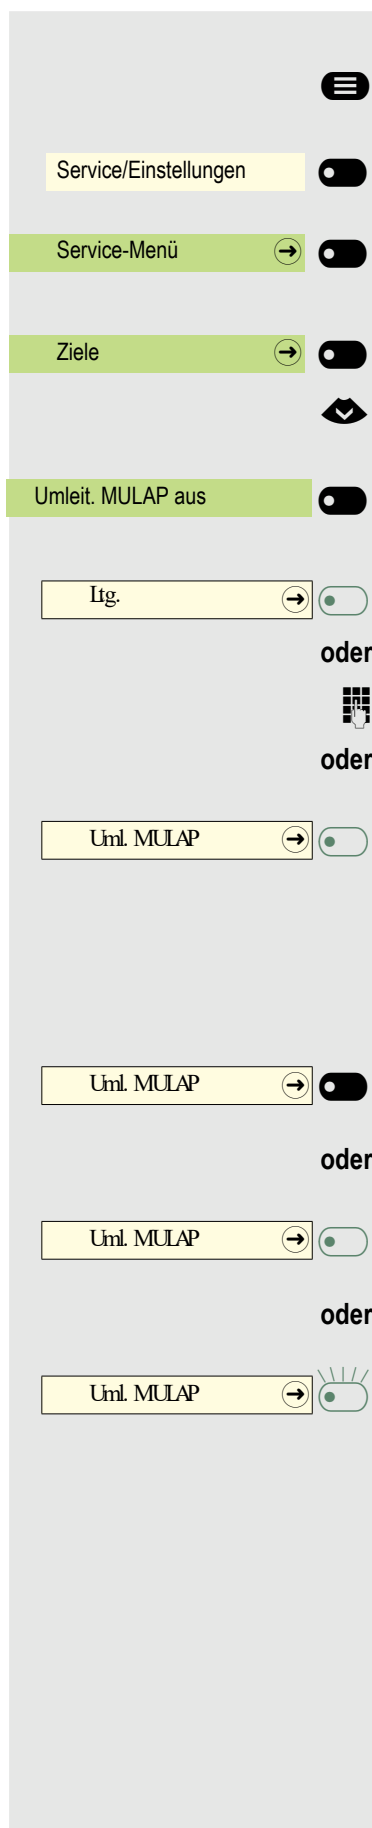 Service/Einstellungen
Service-Menü
Ziele
Umleit. MULAP aus
Ltg.
oder
oder
Uml. MULAP
Uml. MULAP
oder
Uml. MULAP
oder
Uml. MULAP